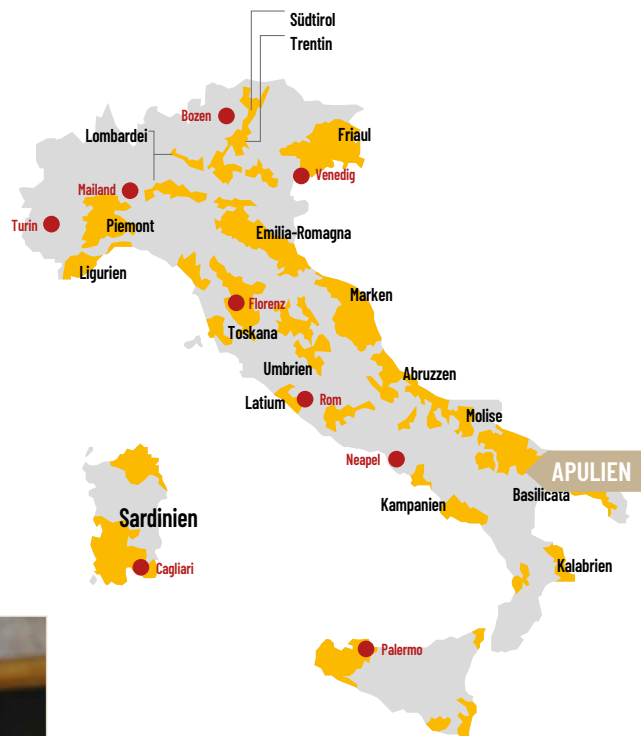 Südtirol
Trentin
Bozen
Lombardei
Friaul
Venedig
Mailand
Turin
Piemont
Emilia-Romagna
Ligurien
Marken
Florenz
Toskana
Umbrien
Abruzzen
Latium
Rom
Molise
Neapel
APULIEN
Basilicata
Kampanien
Sardinien
Kalabrien
Cagliari
Palermo